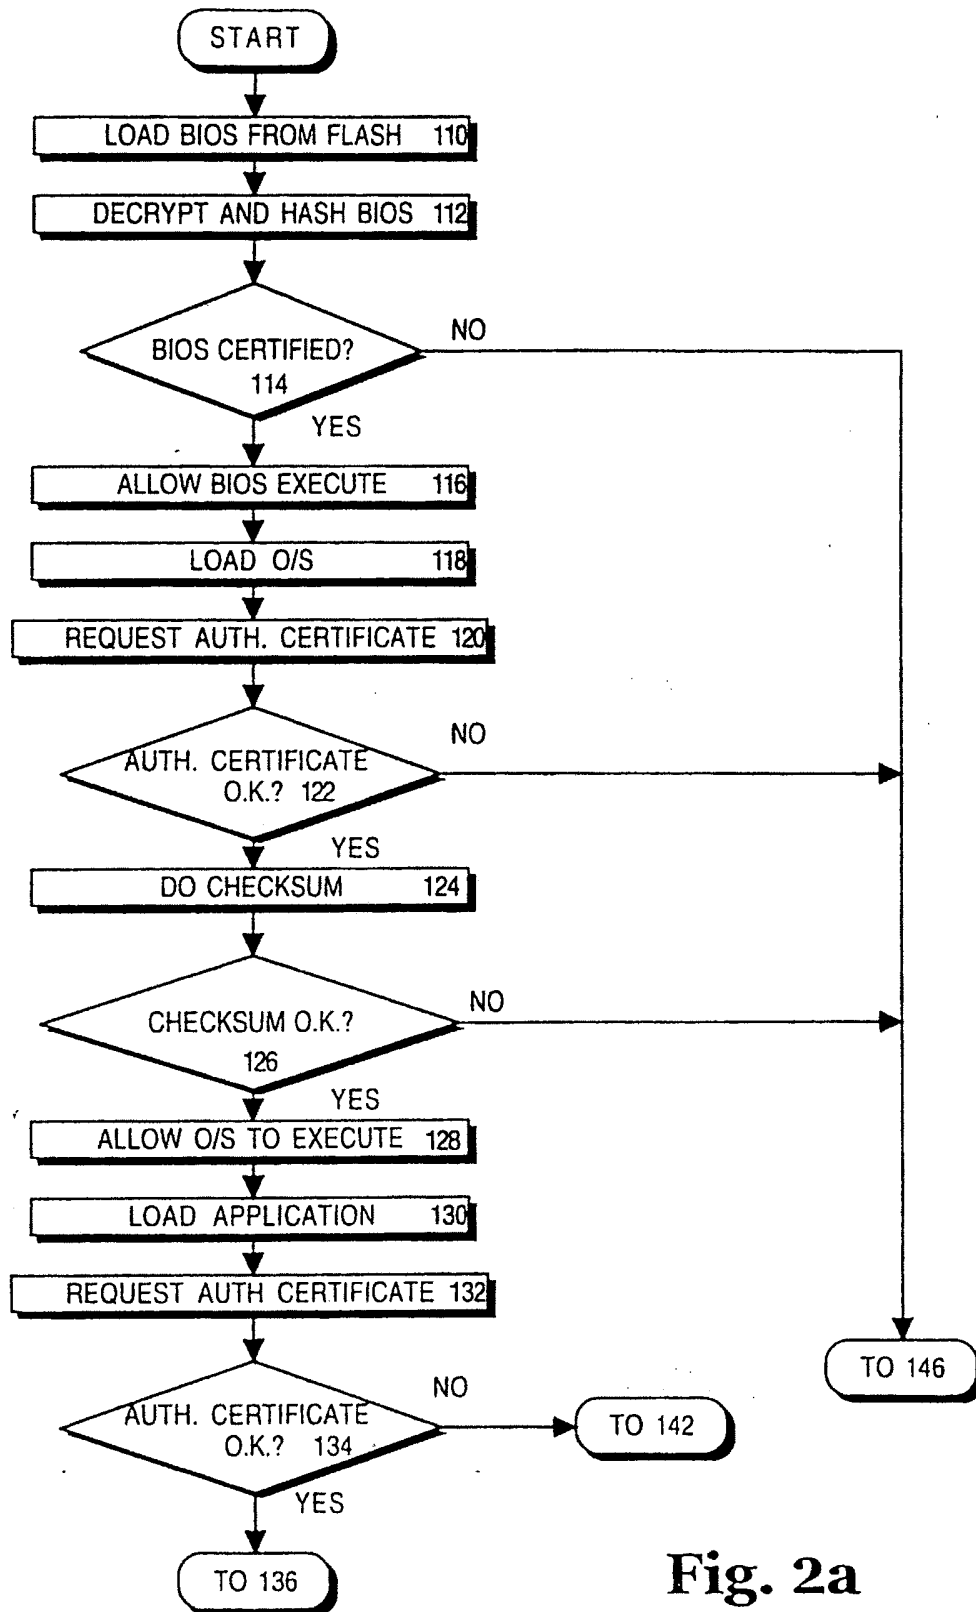 START
LOAD BIOS FROM FLASH 110
DECRYPT AND HASH BIOS 112
BIOS CERTIFIED?
114
NO
YES
ALLOW BIOS EXECUTE 116
LOAD O/S 118
REQUEST AUTH. CERTIFICATE 120
AUTH. CERTIFICATE
O.K.? 122
NO
YES
DO CHECKSUM 124
CHECKSUM O.K.?
126
NO
YES
ALLOW O/S TO EXECUTE 128
LOAD APPLICATION 130
REQUEST AUTH CERTIFICATE 132
AUTH. CERTIFICATE
O.K.? 134
NO
TO 142
TO 146
YES
TO 136
Fig. 2a